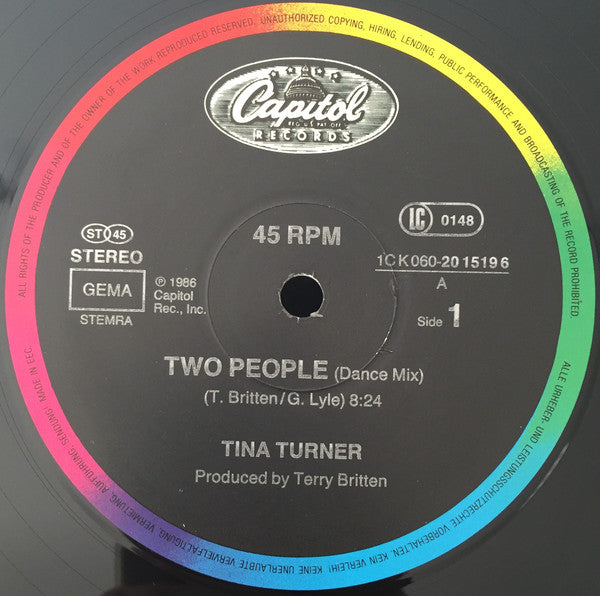 ALL RIGHTS OF THE PRODUCER AND OF THE OWNER OF THE WORK REPRODUCED RESERVED. UNAUTHORIZED COPYING, HIRING, LENDING, PUBLIC PERFORMANCE AND BROADCASTING OF THE RECORD PROHIBITED.
Capitol
REG. U.S. PAT. OFF.
RECORDS
ST 45
STEREO
45 RPM
LC 0148
GEMA
STEMRA
℗ 1986
Capitol
Rec., Inc.
1C K 060-20 1519 6
A
Side 1
TWO PEOPLE (Dance Mix)
(T. Britten/G. Lyle) 8:24
TINA TURNER
Produced by Terry Britten
ALLE URHEBER- UND LEISTUNGSSCHUTZRECHTE VORBEHALTEN. KEIN VERLEIH! KEINE UNERLAUBTE VERVIELFÄLTIGUNG, VERMIETUNG, AUFFÜHRUNG, SENDUNG! MADE IN EEC.